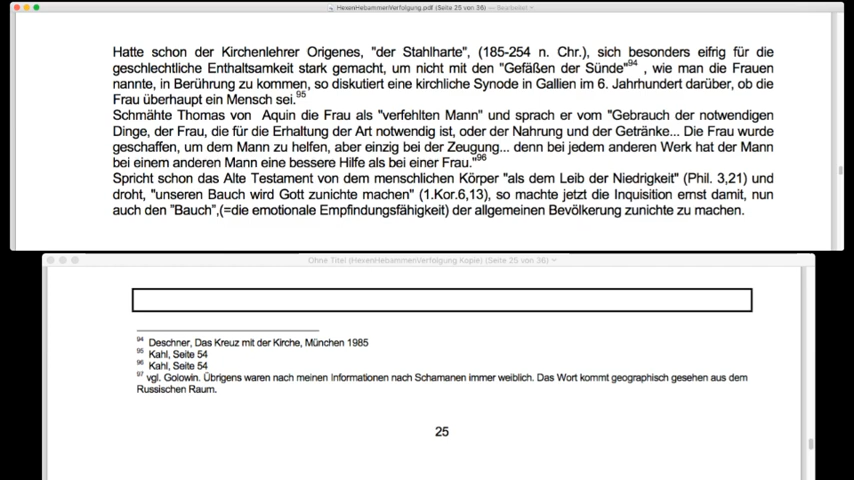 HexenHebammenVerfolgung.pdf (Seite 25 von 36) — Bearbeitet
Hatte schon der Kirchenlehrer Origenes, "der Stahlharte", (185-254 n. Chr.), sich besonders eifrig für die
geschlechtliche Enthaltsamkeit stark gemacht, um nicht mit den "Gefäßen der Sünde"94 , wie man die Frauen
nannte, in Berührung zu kommen, so diskutiert eine kirchliche Synode in Gallien im 6. Jahrhundert darüber, ob die
Frau überhaupt ein Mensch sei.95
Schmähte Thomas von Aquin die Frau als "verfehlten Mann" und sprach er vom "Gebrauch der notwendigen
Dinge, der Frau, die für die Erhaltung der Art notwendig ist, oder der Nahrung und der Getränke... Die Frau wurde
geschaffen, um dem Mann zu helfen, aber einzig bei der Zeugung... denn bei jedem anderen Werk hat der Mann
bei einem anderen Mann eine bessere Hilfe als bei einer Frau."96
Spricht schon das Alte Testament von dem menschlichen Körper "als dem Leib der Niedrigkeit" (Phil. 3,21) und
droht, "unseren Bauch wird Gott zunichte machen" (1.Kor.6,13), so machte jetzt die Inquisition ernst damit, nun
auch den "Bauch",(=die emotionale Empfindungsfähigkeit) der allgemeinen Bevölkerung zunichte zu machen.
Ohne Titel (HexenHebammenVerfolgung Kopie) (Seite 25 von 36)
94 Deschner, Das Kreuz mit der Kirche, München 1985
95 Kahl, Seite 54
96 Kahl, Seite 54
97 vgl. Golowin. Übrigens waren nach meinen Informationen nach Schamanen immer weiblich. Das Wort kommt geographisch gesehen aus dem
Russischen Raum.
25